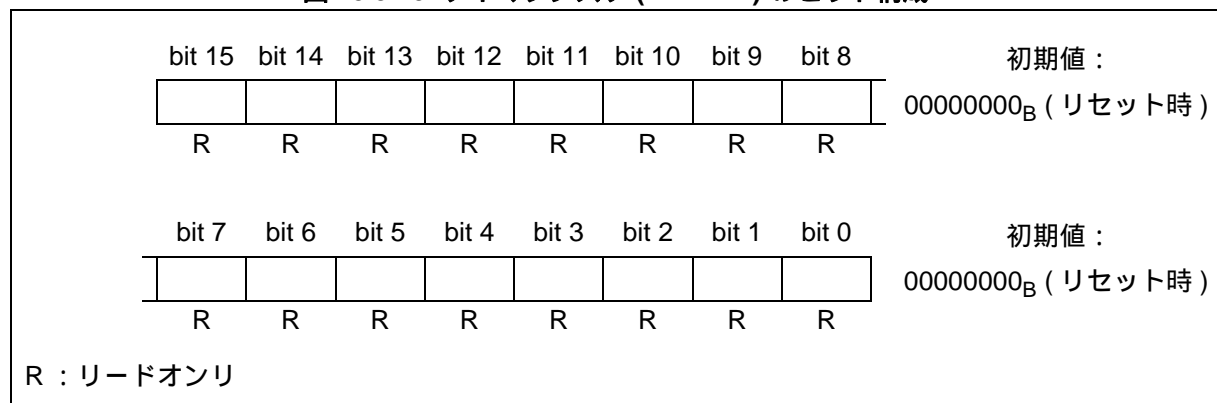 bit 15 bit 14 bit 13 bit 12 bit 11 bit 10 bit 9 bit 8 初期値：
00000000B ( リセット時 )
R R R R R R R R
bit 7 bit 6 bit 5 bit 4 bit 3 bit 2 bit 1 bit 0 初期値：
00000000B ( リセット時 )
R R R R R R R R
R ：リードオンリ